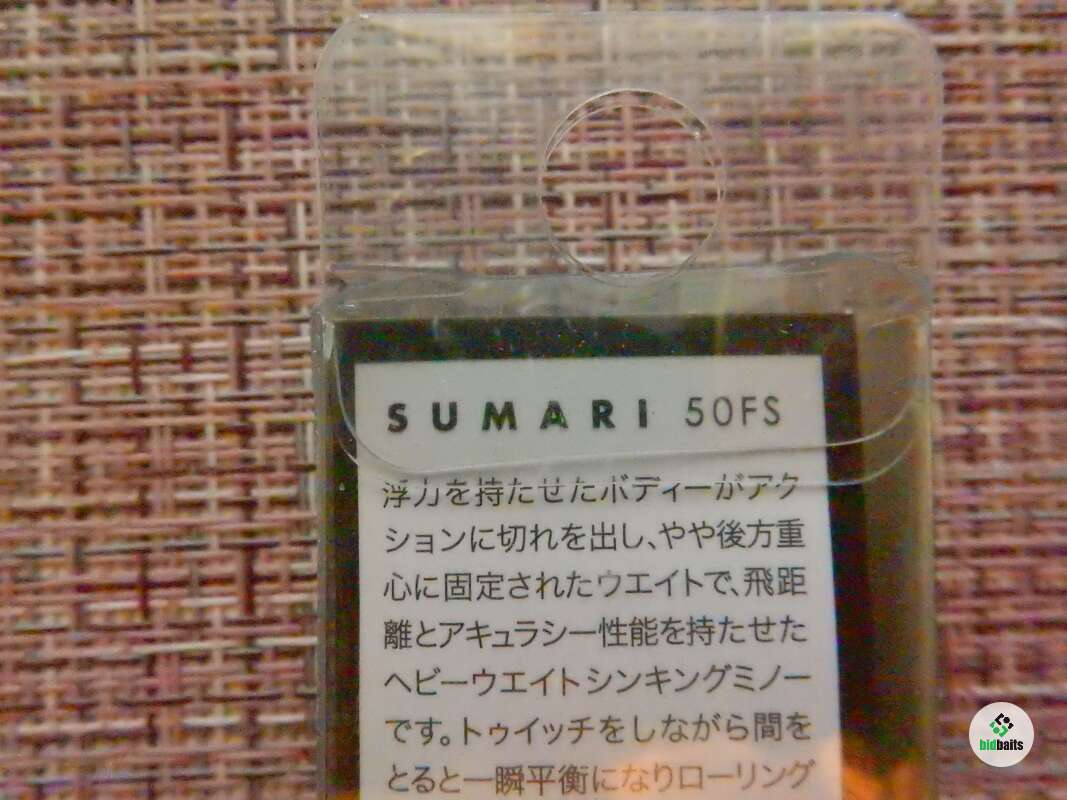 SUMARI 50FS
浮力を持たせたボディーがアク
ションに切れを出し、やや後方重
心に固定されたウエイトで、飛距
離とアキュラシー性能を持たせた
ヘビーウエイトシンキングミノー
です。トゥイッチをしながら間を
とると一瞬平衡になりローリング
bidbaits